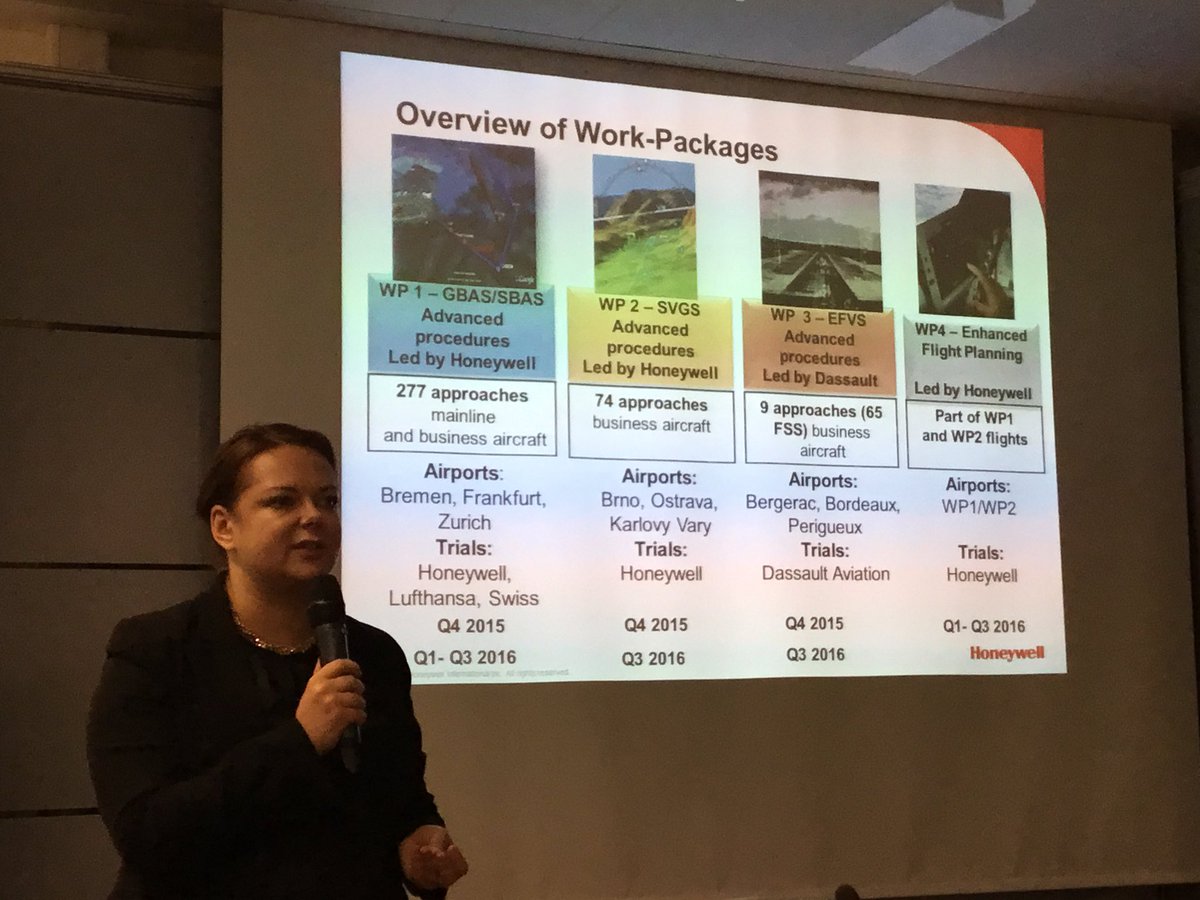 Overview of Work-Packages
WP 1 – GBAS/SBAS
Advanced
procedures
Led by Honeywell
277 approaches
mainline
and business aircraft
Airports:
Bremen, Frankfurt,
Zurich
Trials:
Honeywell,
Lufthansa, Swiss
Q4 2015
Q1- Q3 2016
WP 2 – SVGS
Advanced
procedures
Led by Honeywell
74 approaches
business aircraft
Airports:
Brno, Ostrava,
Karlovy Vary
Trials:
Honeywell
Q4 2015
Q3 2016
WP 3 – EFVS
Advanced
procedures
Led by Dassault
9 approaches (65
FSS) business
aircraft
Airports:
Bergerac, Bordeaux,
Perigueux
Trials:
Dassault Aviation
Q4 2015
Q3 2016
WP4 – Enhanced
Flight Planning
Led by Honeywell
Part of WP1
and WP2 flights
Airports:
WP1/WP2
Trials:
Honeywell
Q1- Q3 2016
Honeywell
All rights reserved.